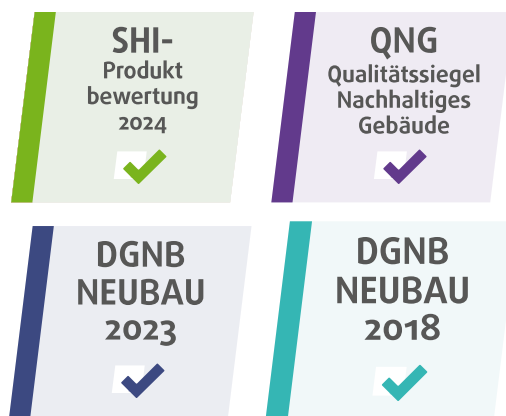 SHI-
Produkt
bewertung
2024
QNG
Qualitätssiegel
Nachhaltiges
Gebäude
DGNB
NEUBAU
2023
DGNB
NEUBAU
2018